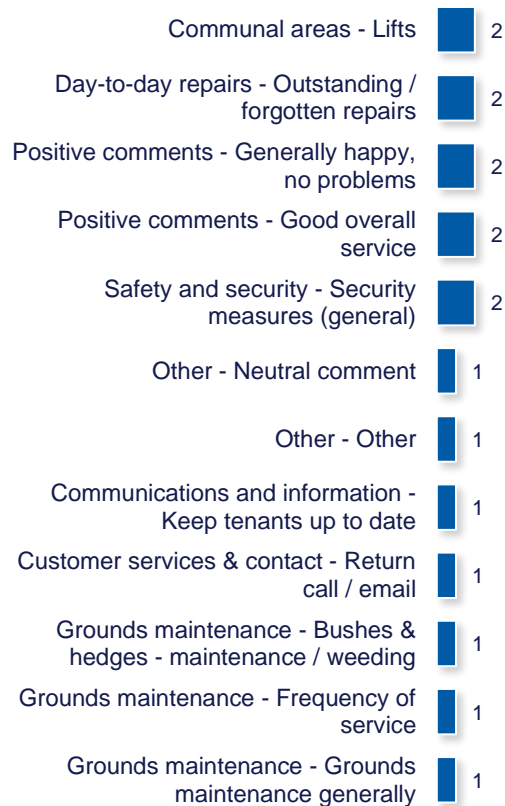 Communal areas - Lifts 2
Day-to-day repairs - Outstanding /
forgotten repairs 2
Positive comments - Generally happy,
no problems 2
Positive comments - Good overall
service 2
Safety and security - Security
measures (general) 2
Other - Neutral comment 1
Other - Other 1
Communications and information -
Keep tenants up to date 1
Customer services & contact - Return
call / email 1
Grounds maintenance - Bushes &
hedges - maintenance / weeding 1
Grounds maintenance - Frequency of
service 1
Grounds maintenance - Grounds
maintenance generally 1